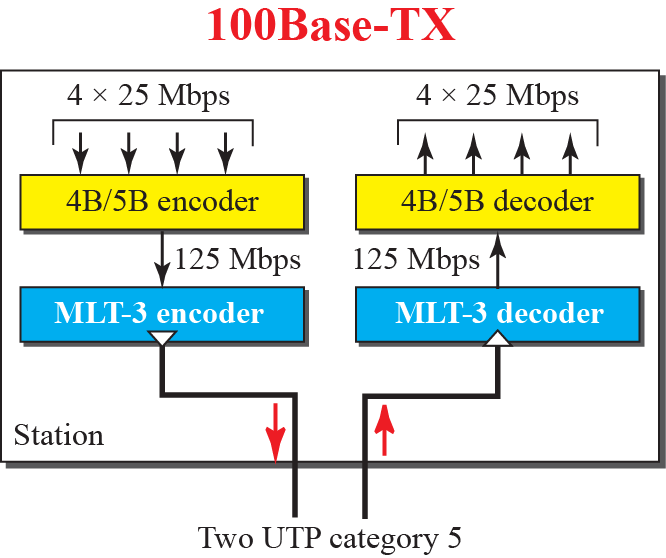 100Base-TX
4 × 25 Mbps
4 × 25 Mbps
4B/5B encoder
4B/5B decoder
125 Mbps
125 Mbps
MLT-3 encoder
MLT-3 decoder
Station
Two UTP category 5